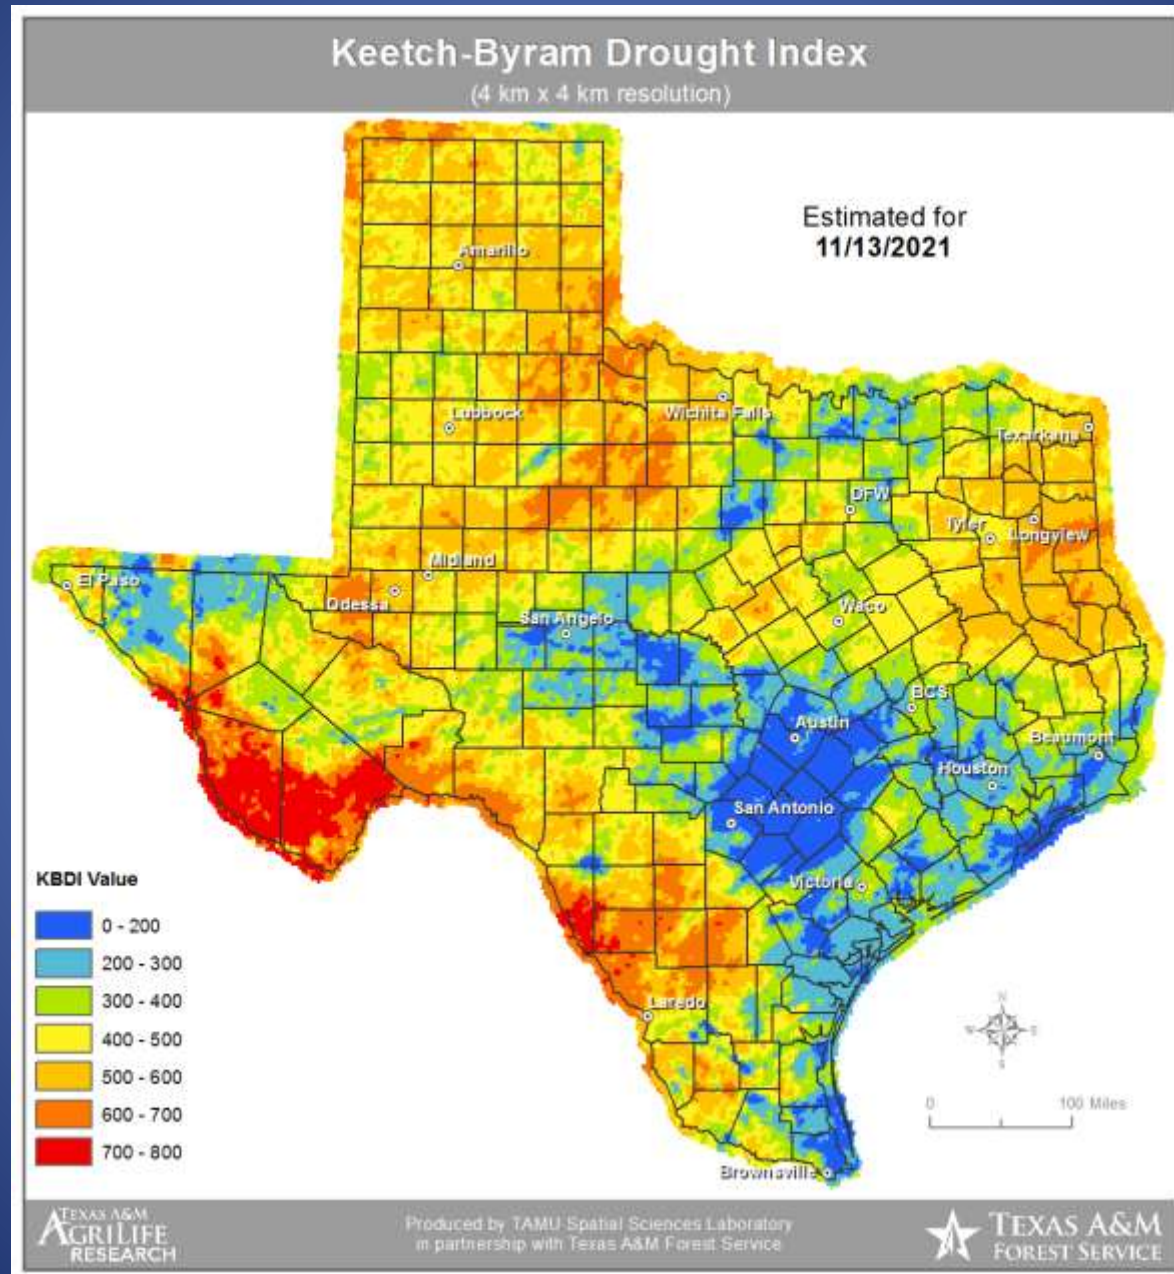 Keetch-Byram Drought Index
(4 km x 4 km resolution)
Estimated for
11/13/2021
Amarillo
Lubbock
Wichita Falls
Texarkana
DFW
Tyler
Longview
Midland
El Paso
Odessa
San Angelo
Waco
BCS
Austin
Beaumont
Houston
San Antonio
Victoria
KBDI Value
0 - 200
200 - 300
300 - 400
400 - 500
500 - 600
600 - 700
700 - 800
Laredo
N
W
E
S
0 100 Miles
Brownsville
TEXAS A&M
AGRILIFE
RESEARCH
Produced by TAMU Spatial Sciences Laboratory
in partnership with Texas A&M Forest Service
TEXAS A&M
FOREST SERVICE